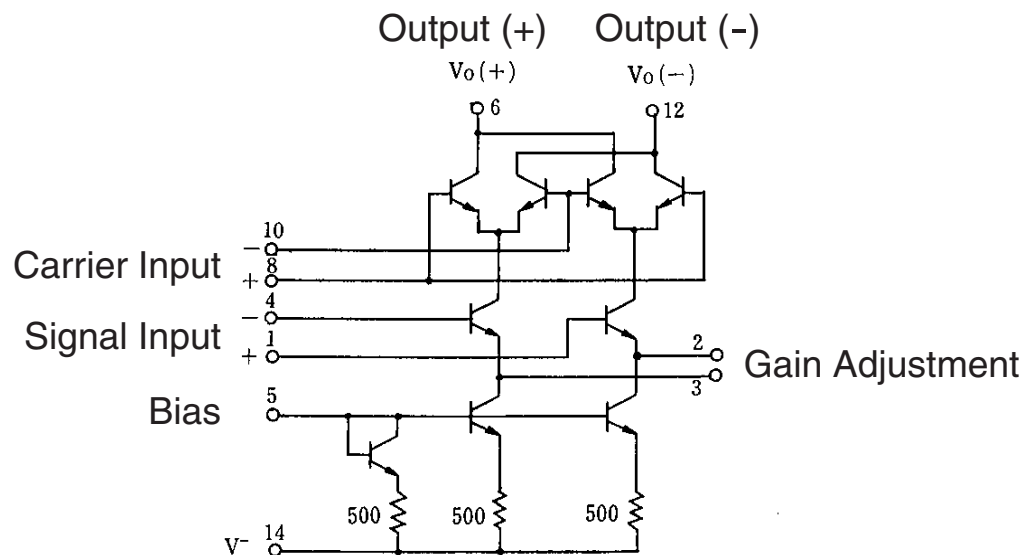 Output (+) Output (−)
Vo (+) Vo (−)
6 12
10
−
Carrier Input
8
+
4
−
Signal Input
1
+
2
Gain Adjustment
3
5
Bias
500 500 500
14
V−